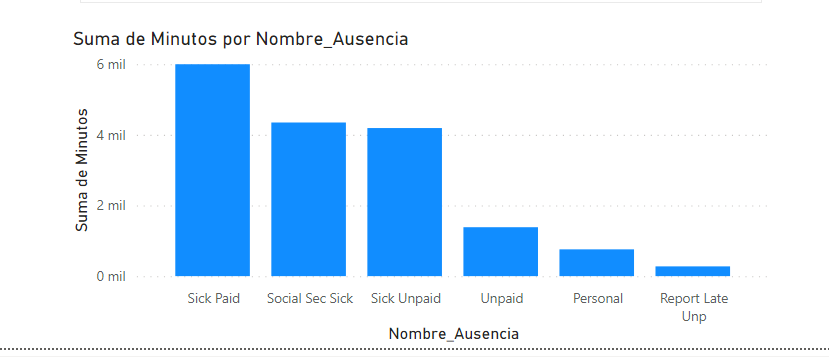 Suma de Minutos por Nombre_Ausencia
6 mil
4 mil
2 mil
0 mil
Suma de Minutos
Sick Paid
Social Sec Sick
Sick Unpaid
Unpaid
Personal
Report Late
Unp
Nombre_Ausencia